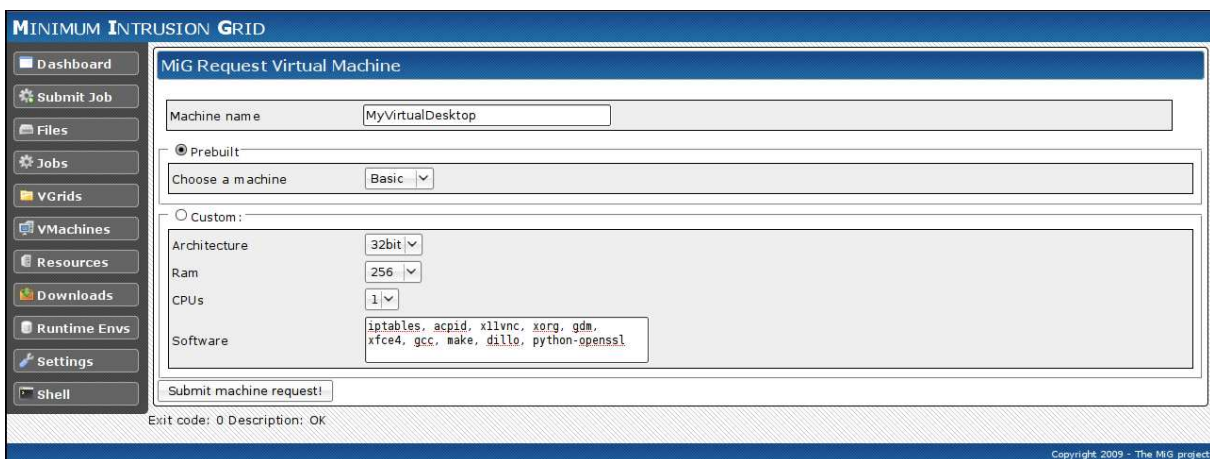 MINIMUM INTRUSION GRID
Dashboard
Submit Job
Files
Jobs
VGrids
VMachines
Resources
Downloads
Runtime Envs
Settings
Shell
MiG Request Virtual Machine
Machine name MyVirtualDesktop
Prebuilt
Choose a machine Basic
Custom:
Architecture 32bit
Ram 256
CPUs 1
Software iptables, acpid, x11vnc, xorg, gdm,
xfce4, gcc, make, dillo, python-openssl
Submit machine request!
Exit code: 0 Description: OK
Copyright 2009 - The MiG project